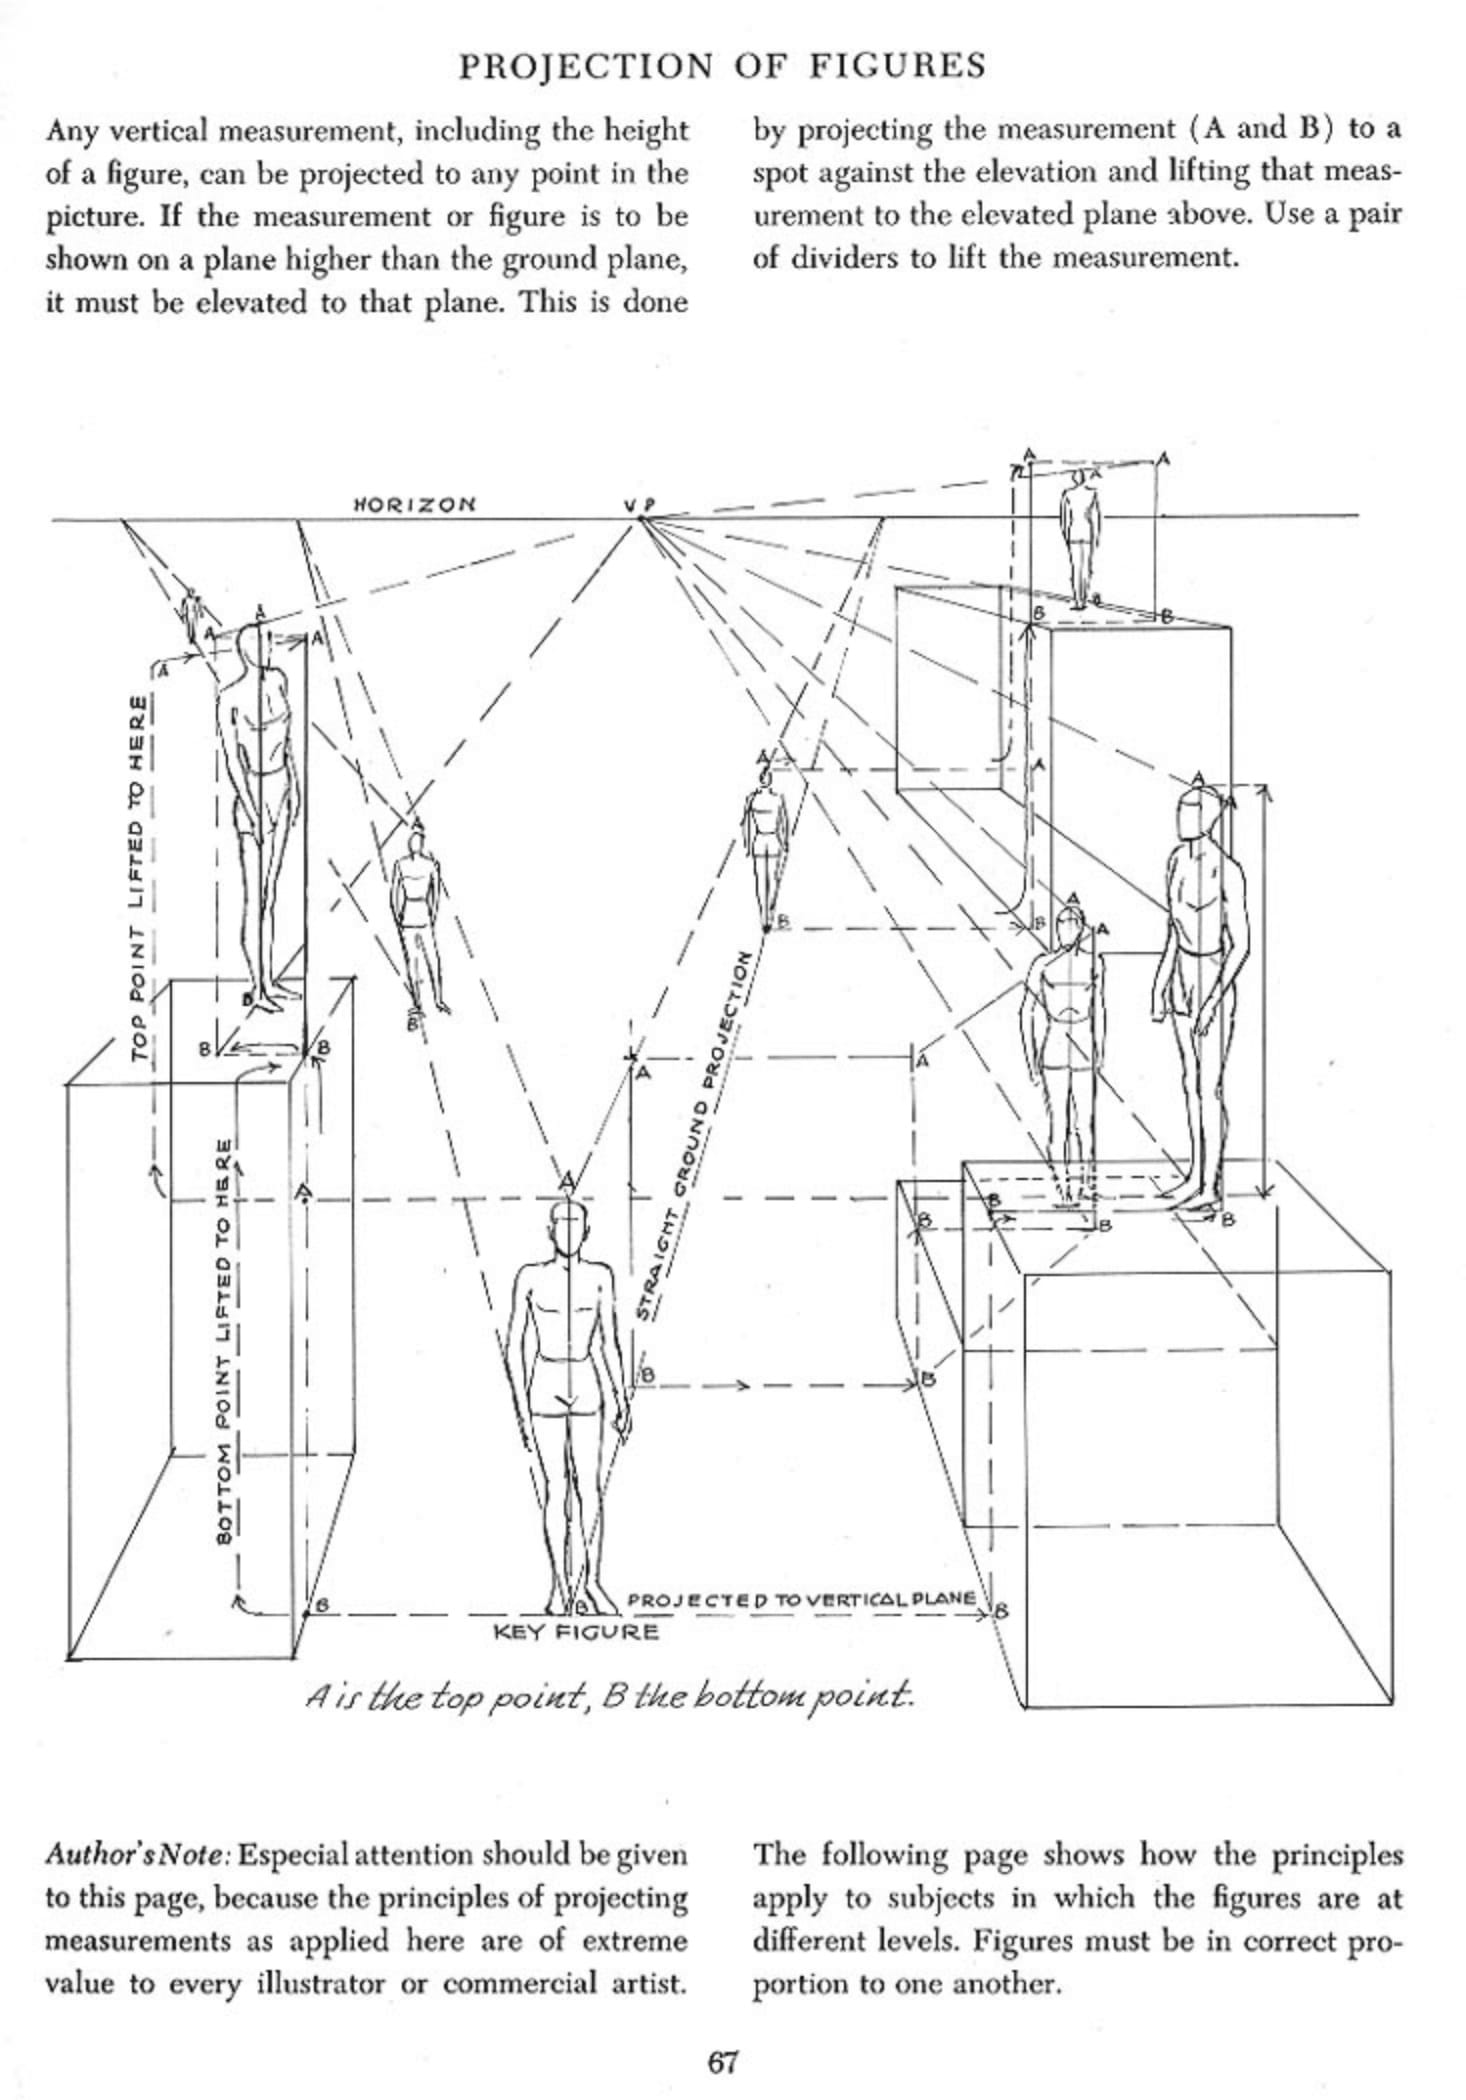 PROJECTION OF FIGURES
Any vertical measurement, including the height
of a figure, can be projected to any point in the
picture. If the measurement or figure is to be
shown on a plane higher than the ground plane,
it must be elevated to that plane. This is done
by projecting the measurement (A and B) to a
spot against the elevation and lifting that meas-
urement to the elevated plane above. Use a pair
of dividers to lift the measurement.
A
A
A
HORIZON
VP
B
B
B
A
A
A
A
TOP POINT LIFTED TO HERE
A
A
A
A
A
B
B
A
A
B
B
B
B
A
A
STRAIGHT GROUND PROJECTION
BOTTOM POINT LIFTED TO HERE
A
A
B
B
B
B
B
B
B
B
PROJECTED TO VERTICAL PLANE
B
KEY FIGURE
A is the top point, B the bottom point.
Author's Note: Especial attention should be given
to this page, because the principles of projecting
measurements as applied here are of extreme
value to every illustrator or commercial artist.
The following page shows how the principles
apply to subjects in which the figures are at
different levels. Figures must be in correct pro-
portion to one another.
67